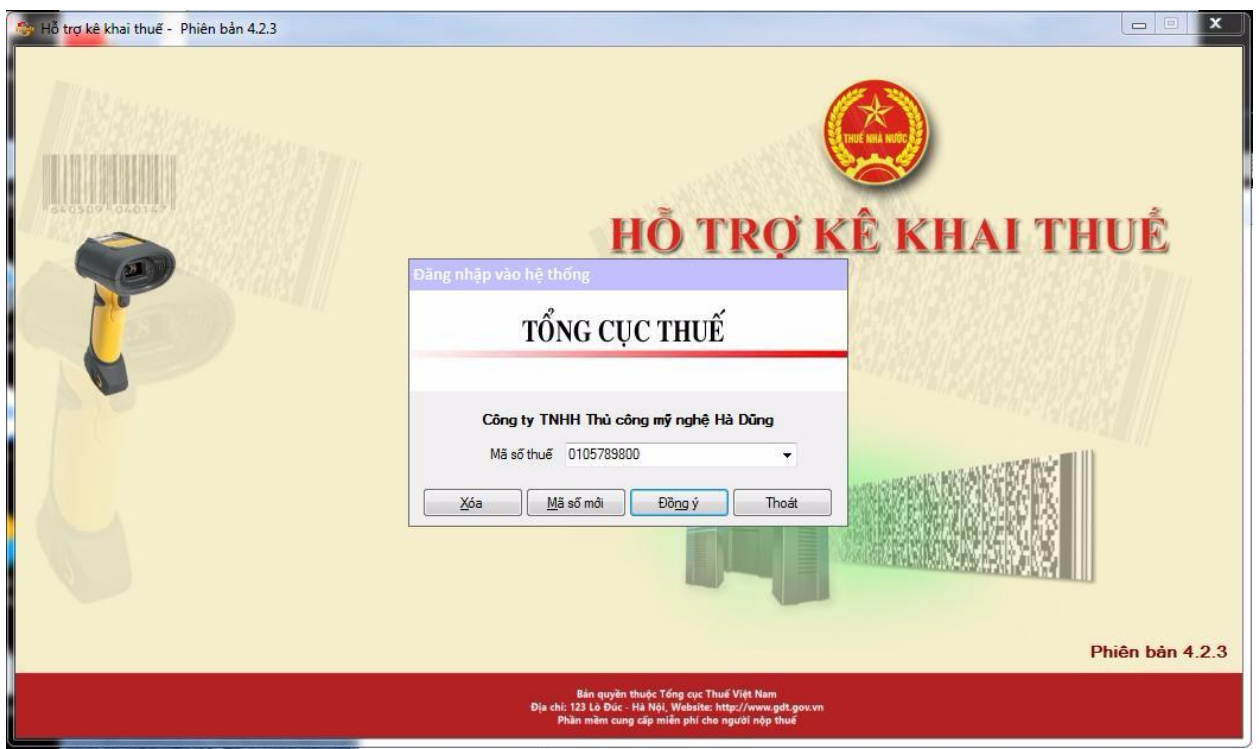 Hỗ trợ kê khai thuế - Phiên bản 4.2.3
THUẾ NHÀ NƯỚC
640509 040147
HỖ TRỢ KÊ KHAI THUẾ
Đăng nhập vào hệ thống
TỔNG CỤC THUẾ
Công ty TNHH Thủ công mỹ nghệ Hà Dũng
Mã số thuế 0105789800
Xóa Mã số mới Đồng ý Thoát
Phiên bản 4.2.3
Bản quyền thuộc Tổng cục Thuế Việt Nam
Địa chỉ: 123 Lò Đúc - Hà Nội, Website: http://www.gdt.gov.vn
Phần mềm cung cấp miễn phí cho người nộp thuế